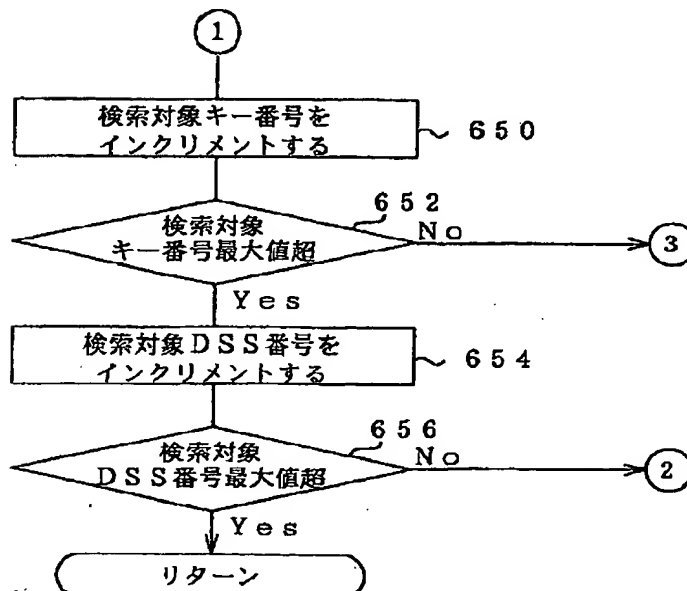 1
検索対象キー番号を
インクリメントする
650
検索対象
キー番号最大値超
652
No
3
Yes
検索対象DSS番号を
インクリメントする
654
検索対象
DSS番号最大値超
656
No
2
Yes
リターン